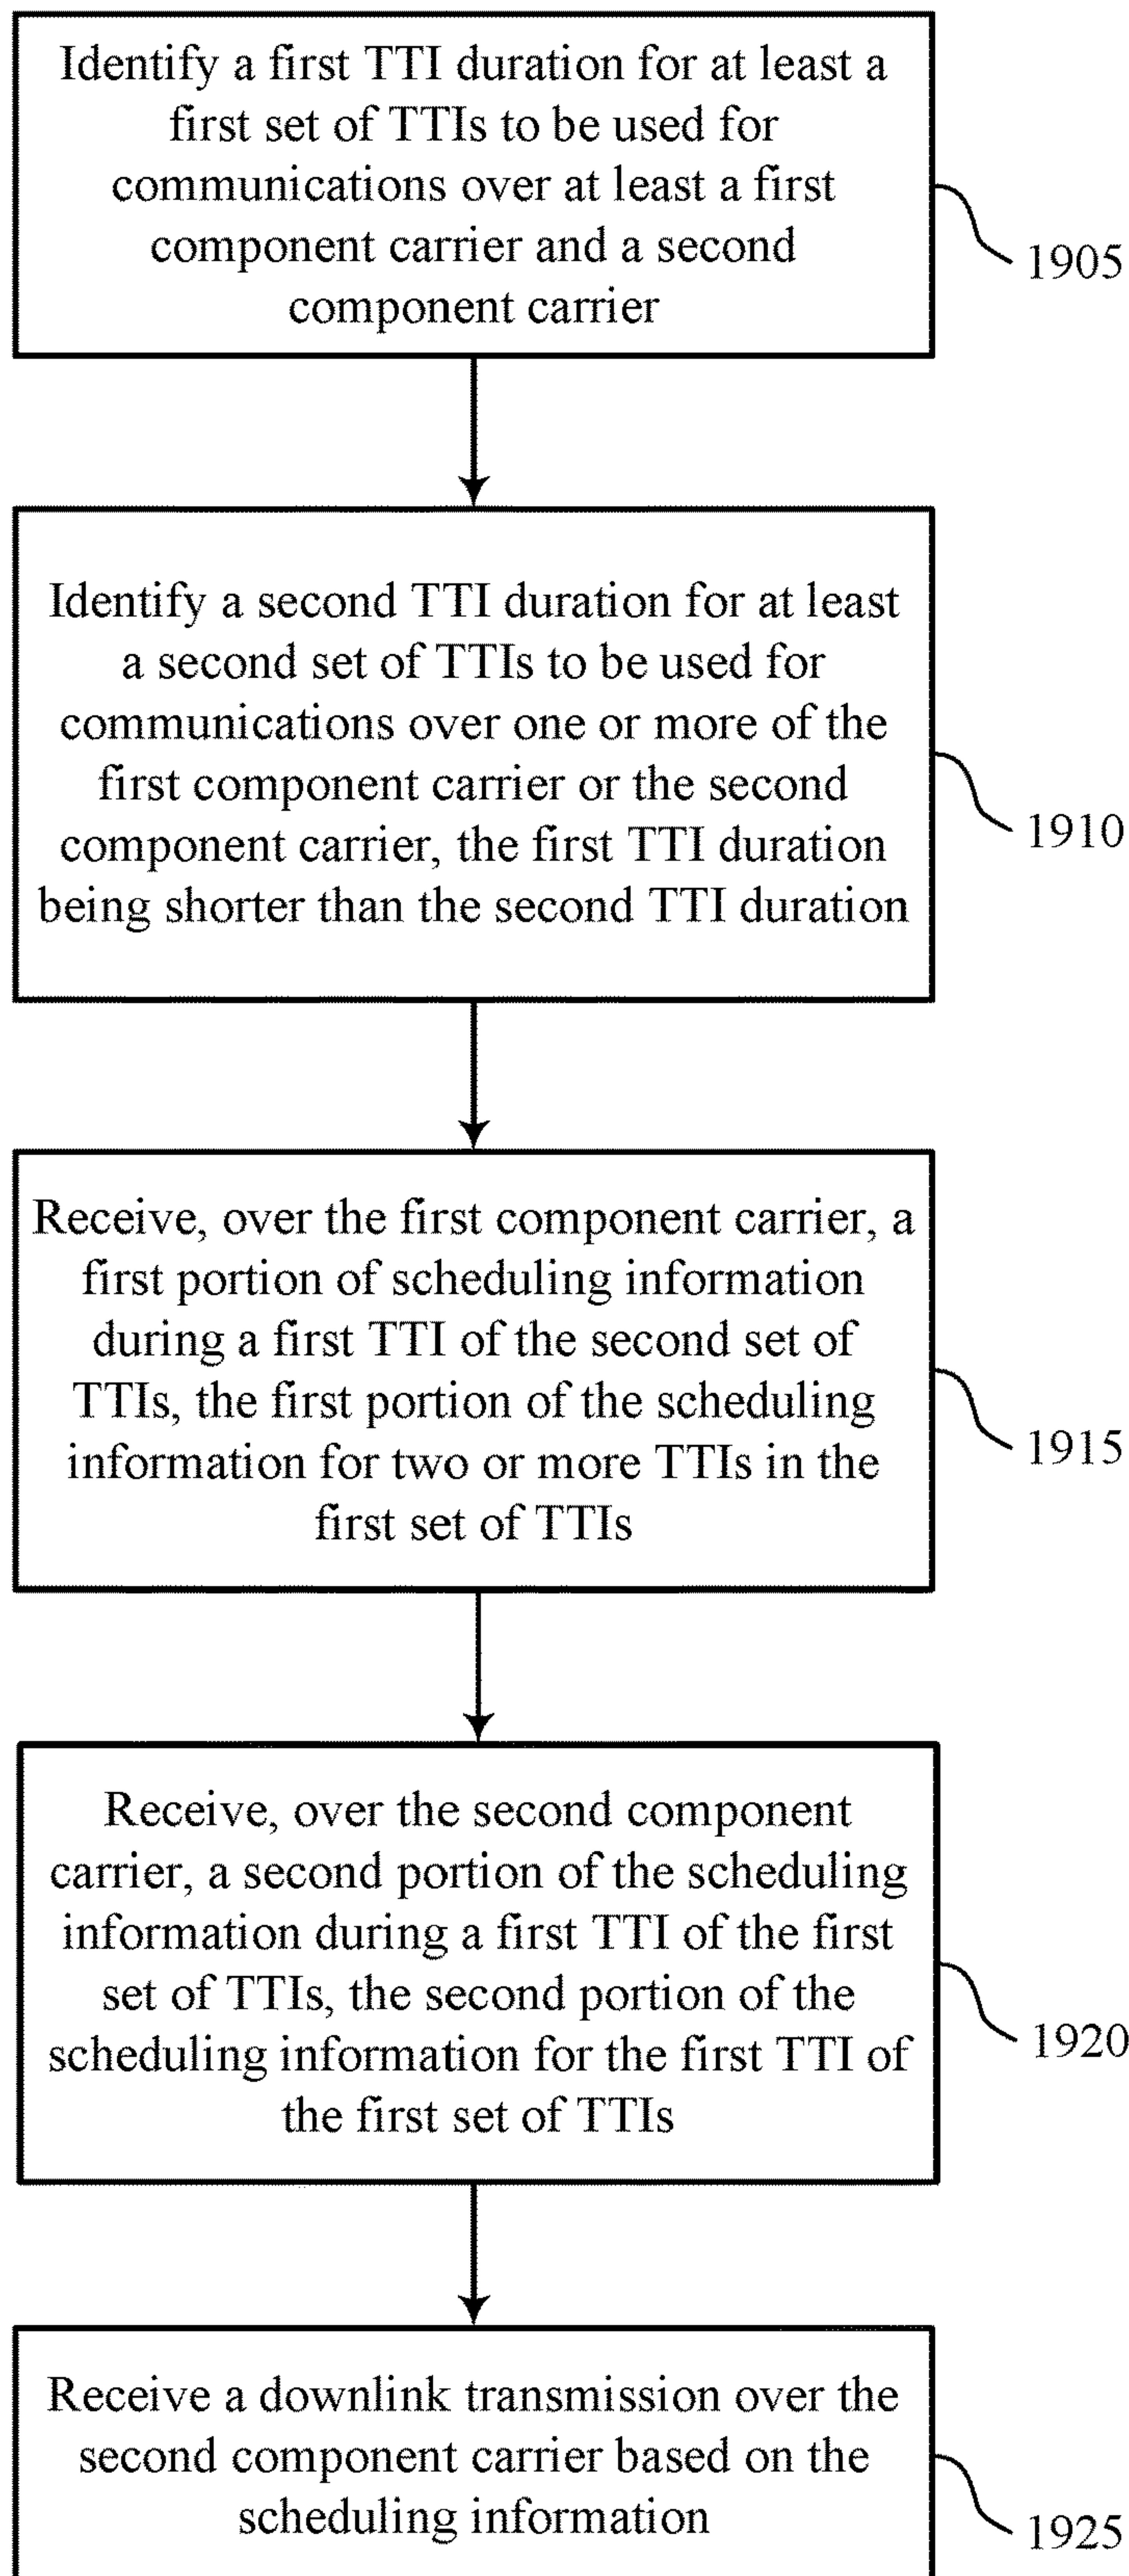 Identify a first TTI duration for at least a
first set of TTIs to be used for
communications over at least a first
component carrier and a second
component carrier
1905
Identify a second TTI duration for at least
a second set of TTIs to be used for
communications over one or more of the
first component carrier or the second
component carrier, the first TTI duration
being shorter than the second TTI duration
1910
Receive, over the first component carrier, a
first portion of scheduling information
during a first TTI of the second set of
TTIs, the first portion of the scheduling
information for two or more TTIs in the
first set of TTIs
1915
Receive, over the second component
carrier, a second portion of the scheduling
information during a first TTI of the first
set of TTIs, the second portion of the
scheduling information for the first TTI of
the first set of TTIs
1920
Receive a downlink transmission over the
second component carrier based on the
scheduling information
1925